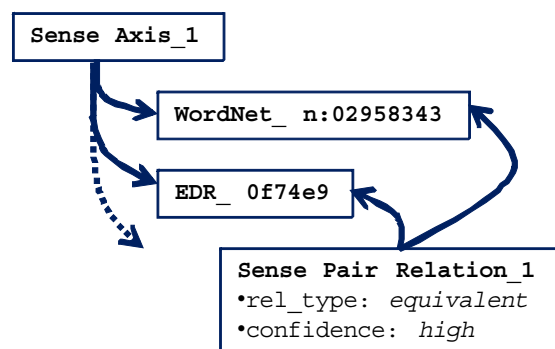 Sense Axis_1
WordNet_ n:02958343
EDR_ 0f74e9
Sense Pair Relation_1
•rel_type: equivalent
•confidence: high